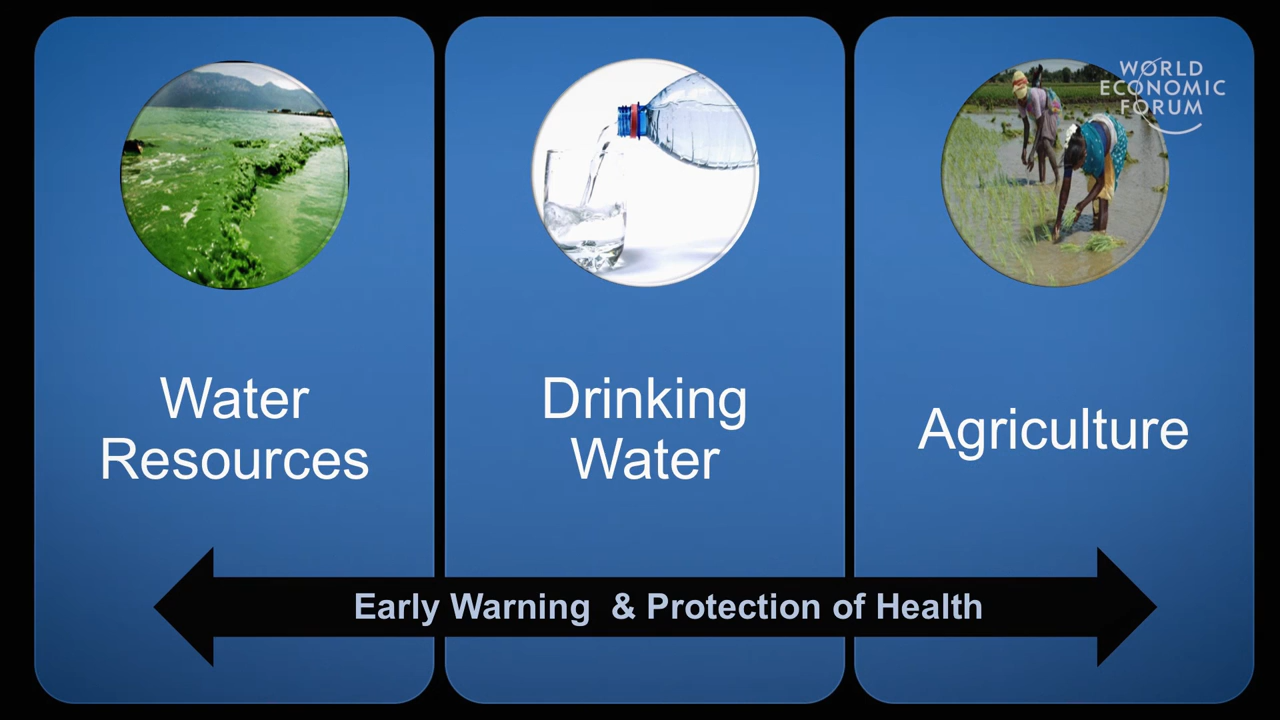 WORLD
ECONOMIC
FORUM
Water
Resources
Drinking
Water
Agriculture
Early Warning & Protection of Health